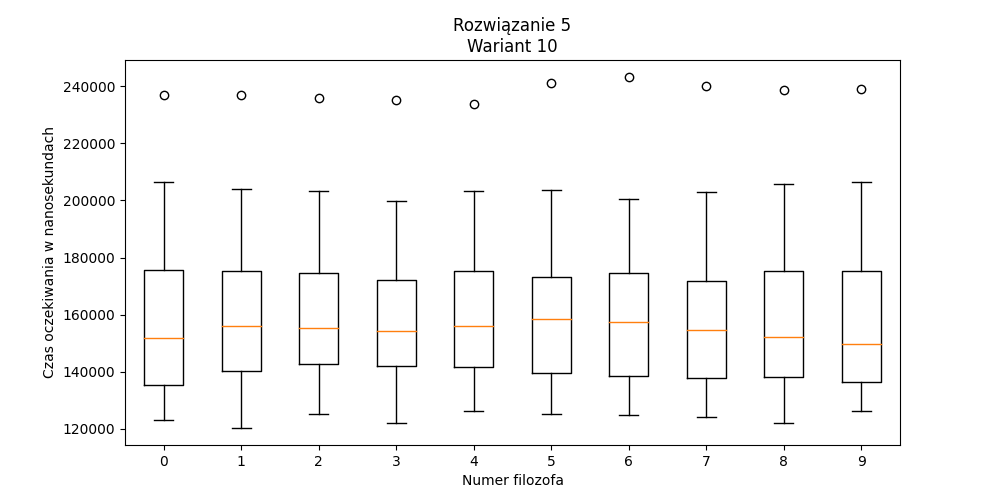 Rozwiązanie 5
Wariant 10
Czas oczekiwania w nanosekundach
240000
220000
200000
180000
160000
140000
120000
0 1 2 3 4 5 6 7 8 9
Numer filozofa